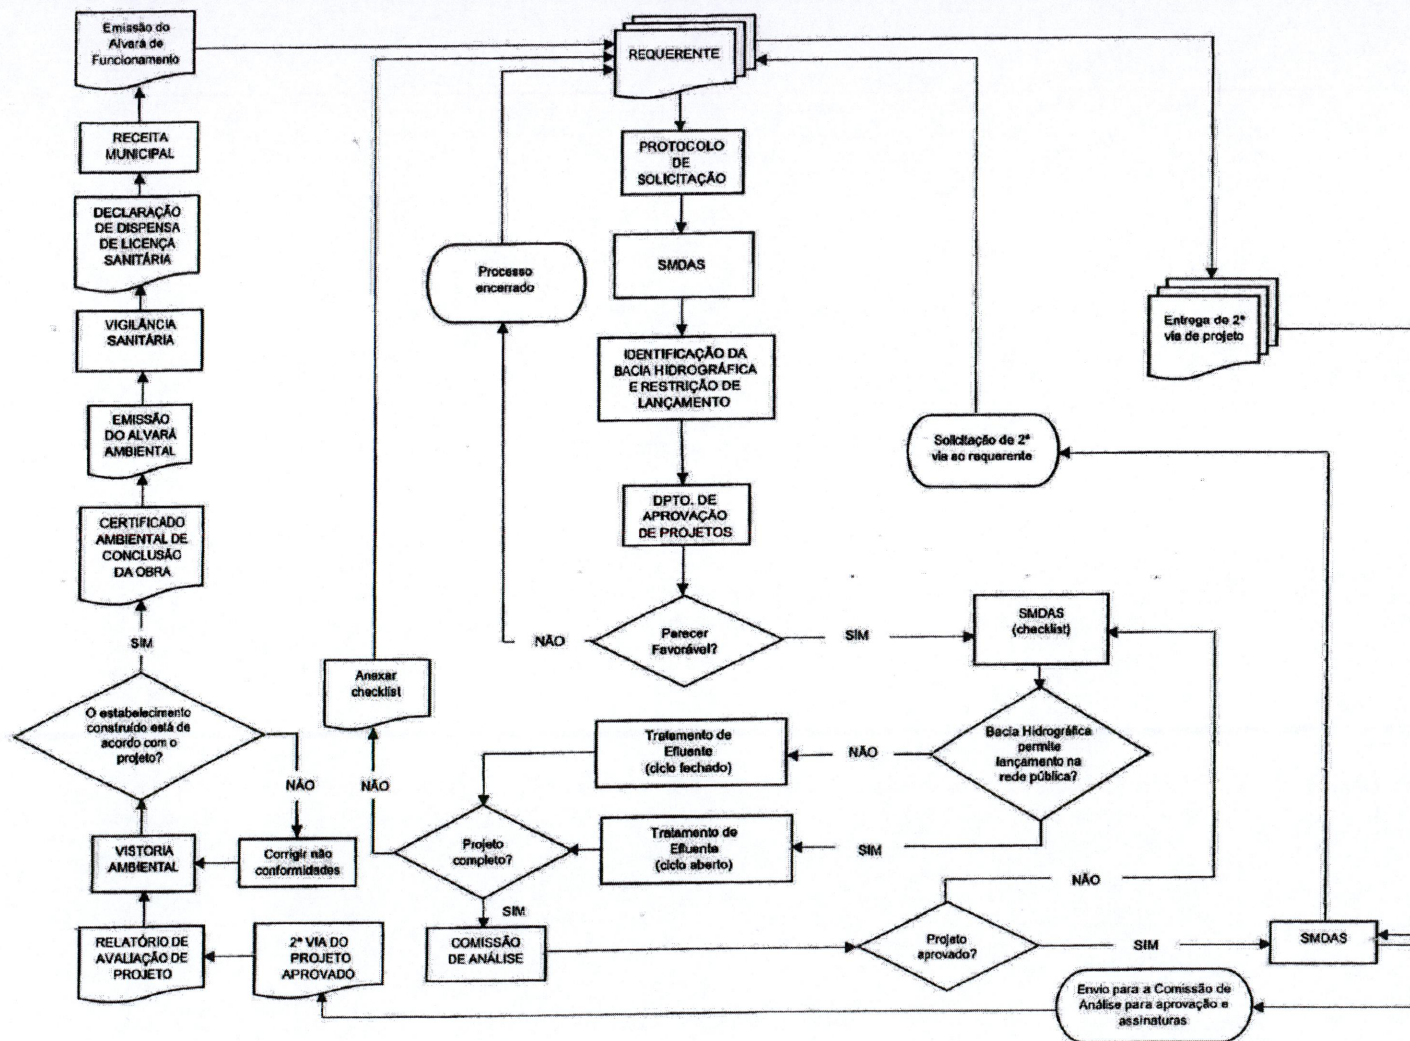 Emissão do
Alvará de
Funcionamento
REQUERENTE
RECEITA
MUNICIPAL
PROTOCOLO
DE
SOLICITAÇÃO
DECLARAÇÃO
DE DISPENSA
DE LICENÇA
SANITÁRIA
Processo
encerrado
SMDAS
VIGILÂNCIA
SANITÁRIA
Entrega de 2ª
via de projeto
IDENTIFICAÇÃO DA
BACIA HIDROGRÁFICA
E RESTRIÇÃO DE
LANÇAMENTO
EMISSÃO
DO ALVARÁ
AMBIENTAL
Solicitação de 2ª
via ao requerente
DPTO. DE
APROVAÇÃO
DE PROJETOS
CERTIFICADO
AMBIENTAL DE
CONCLUSÃO
DA OBRA
SIM
NÃO
Parecer
Favorável?
SIM
SMDAS
(checklist)
Anexar
checklist
O estabelecimento
construído está de
acordo com o
projeto?
Tratamento de
Efluente
(ciclo fechado)
NÃO
Bacia Hidrográfica
permite
lançamento na
rede pública?
NÃO
NÃO
VISTORIA
AMBIENTAL
Corrigir não
conformidades
Projeto
completo?
Tratamento de
Efluente
(ciclo aberto)
SIM
NÃO
SIM
RELATÓRIO DE
AVALIAÇÃO DE
PROJETO
2ª VIA DO
PROJETO
APROVADO
COMISSÃO
DE ANÁLISE
Projeto
aprovado?
SIM
SMDAS
Envio para a Comissão de
Análise para aprovação e
assinaturas